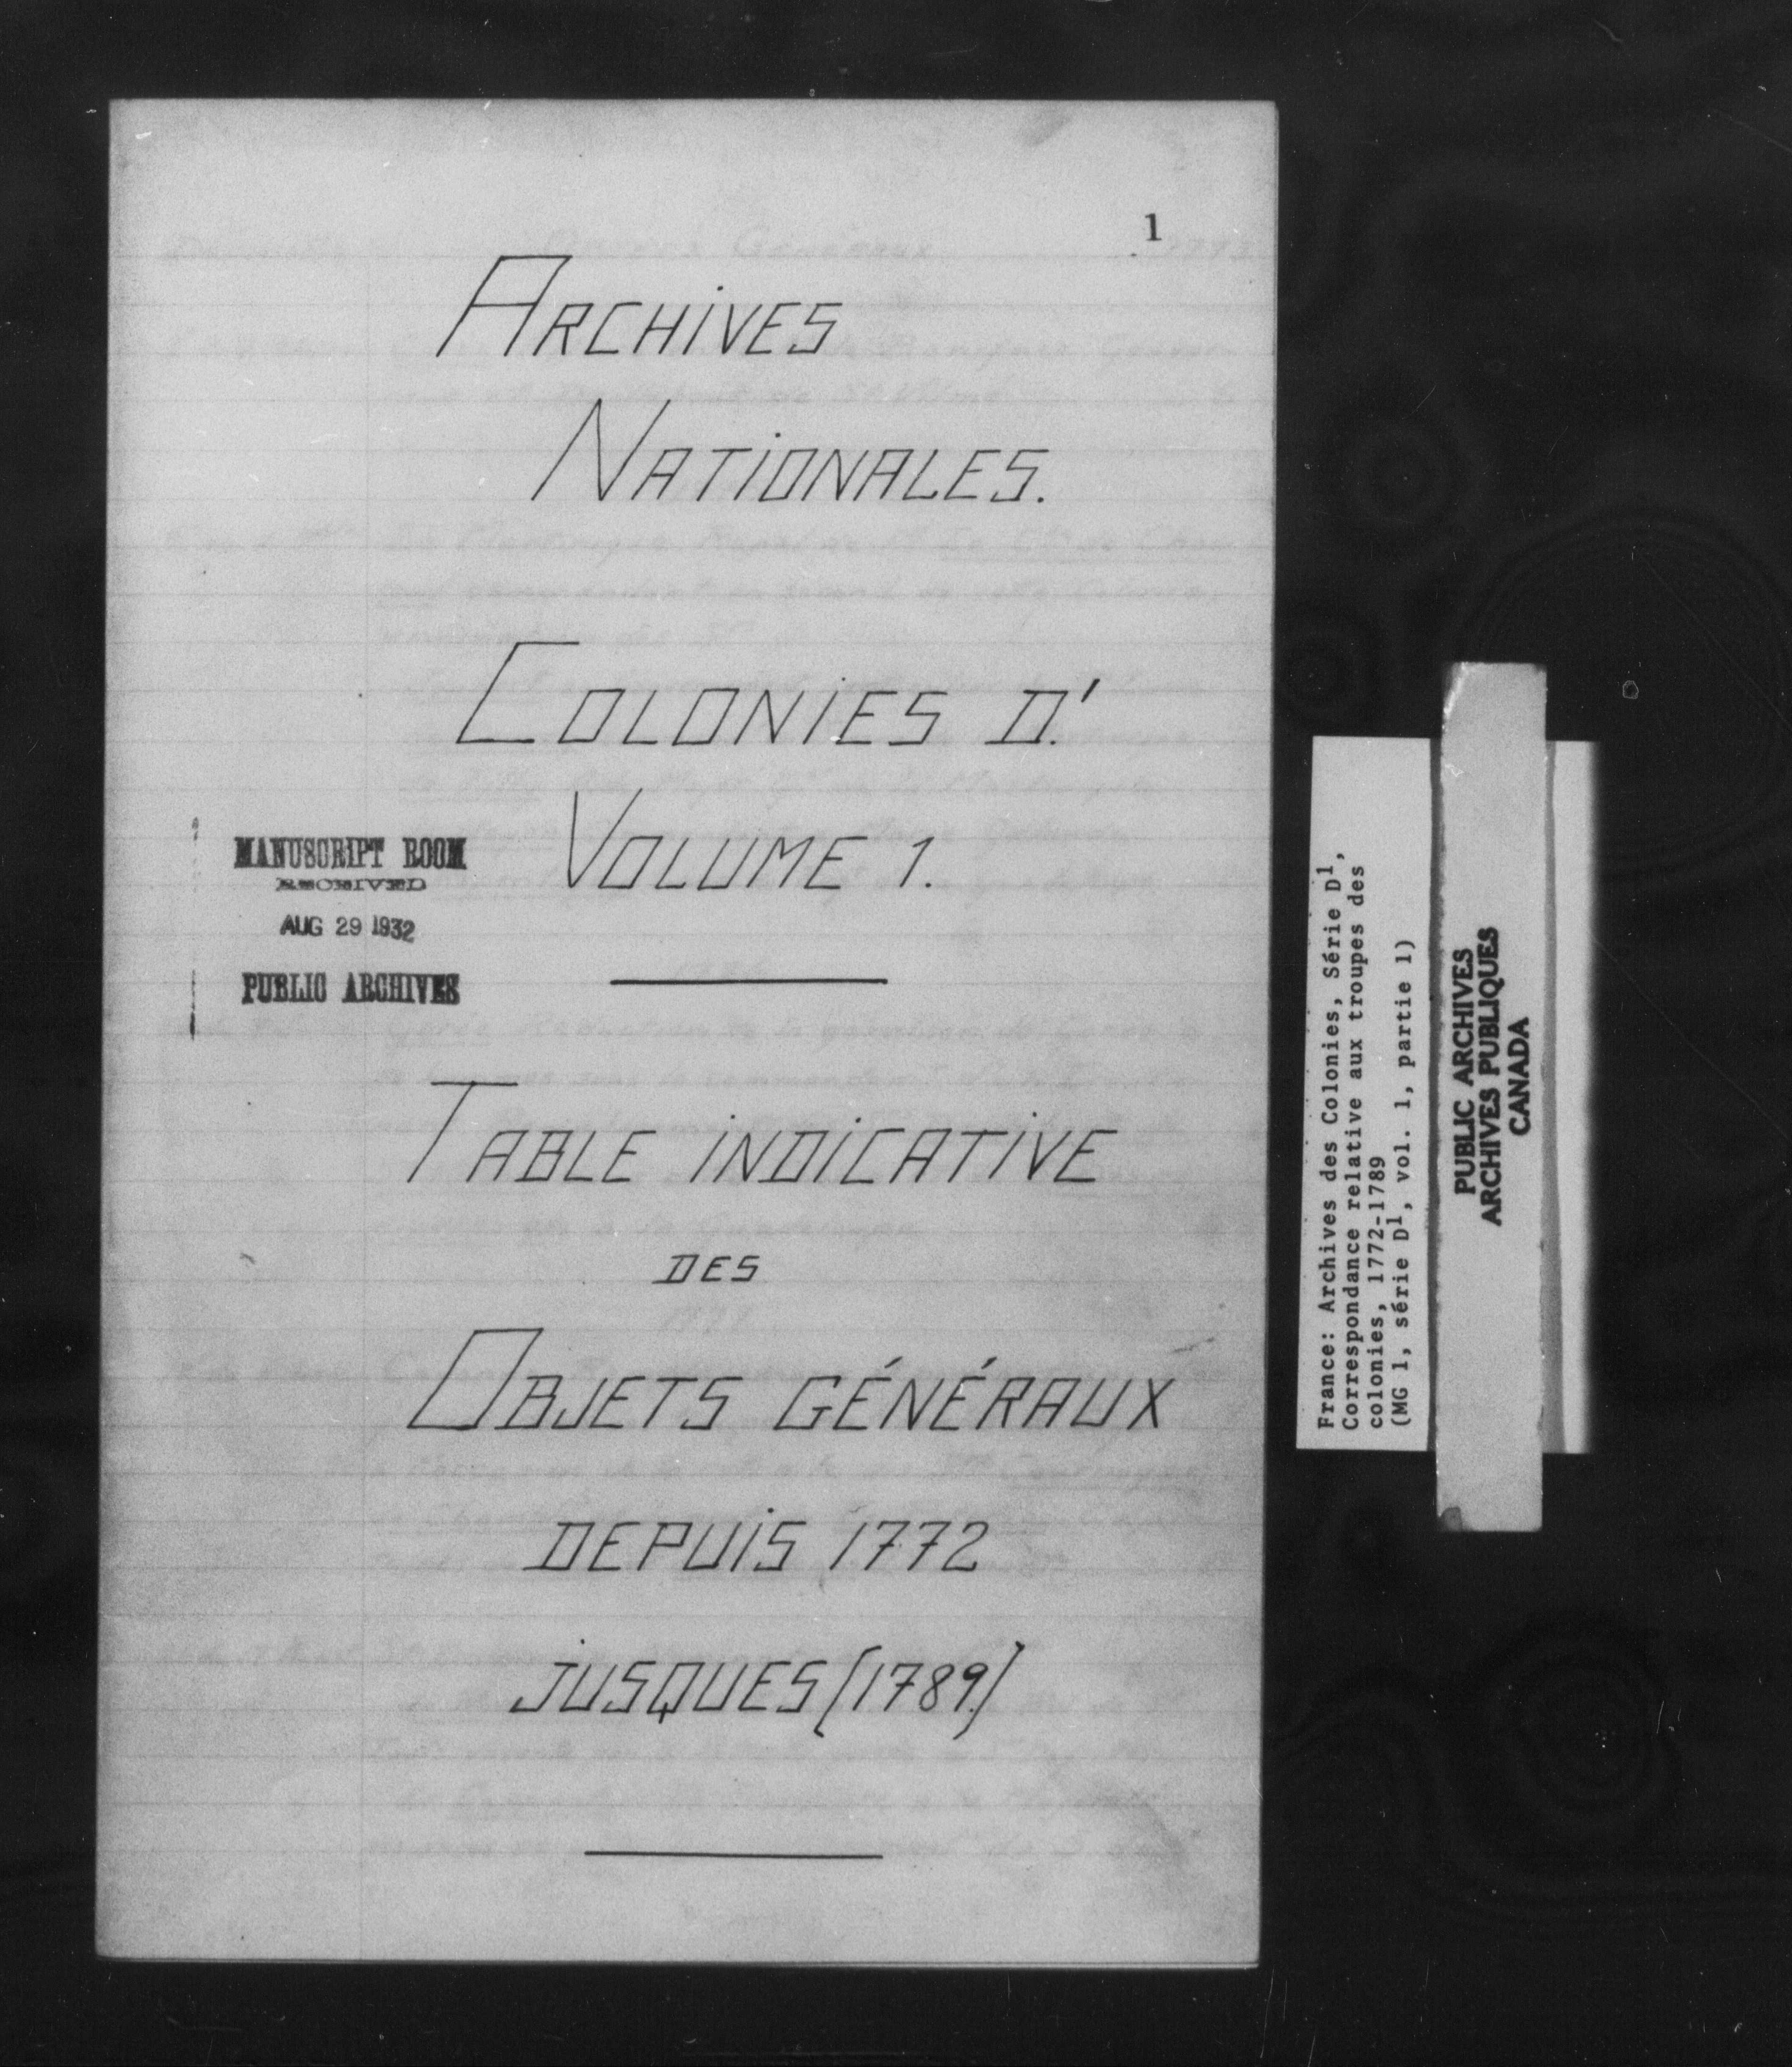 1
ARCHIVES
NATIONALES.
COLONIES D.'
VOLUME 1.
MANUSCRIPT ROOM
RECEIVED
AUG 29 1932
PUBLIC ARCHIVES
TABLE INDICATIVE
DES
OBJETS GÉNÉRAUX
DEPUIS 1772
JUSQUES (1789.)
France: Archives des Colonies, Série D1,
Correspondance relative aux troupes des
colonies, 1772-1789
(MG 1, série D1, vol. 1, partie 1)
PUBLIC ARCHIVES
ARCHIVES PUBLIQUES
CANADA